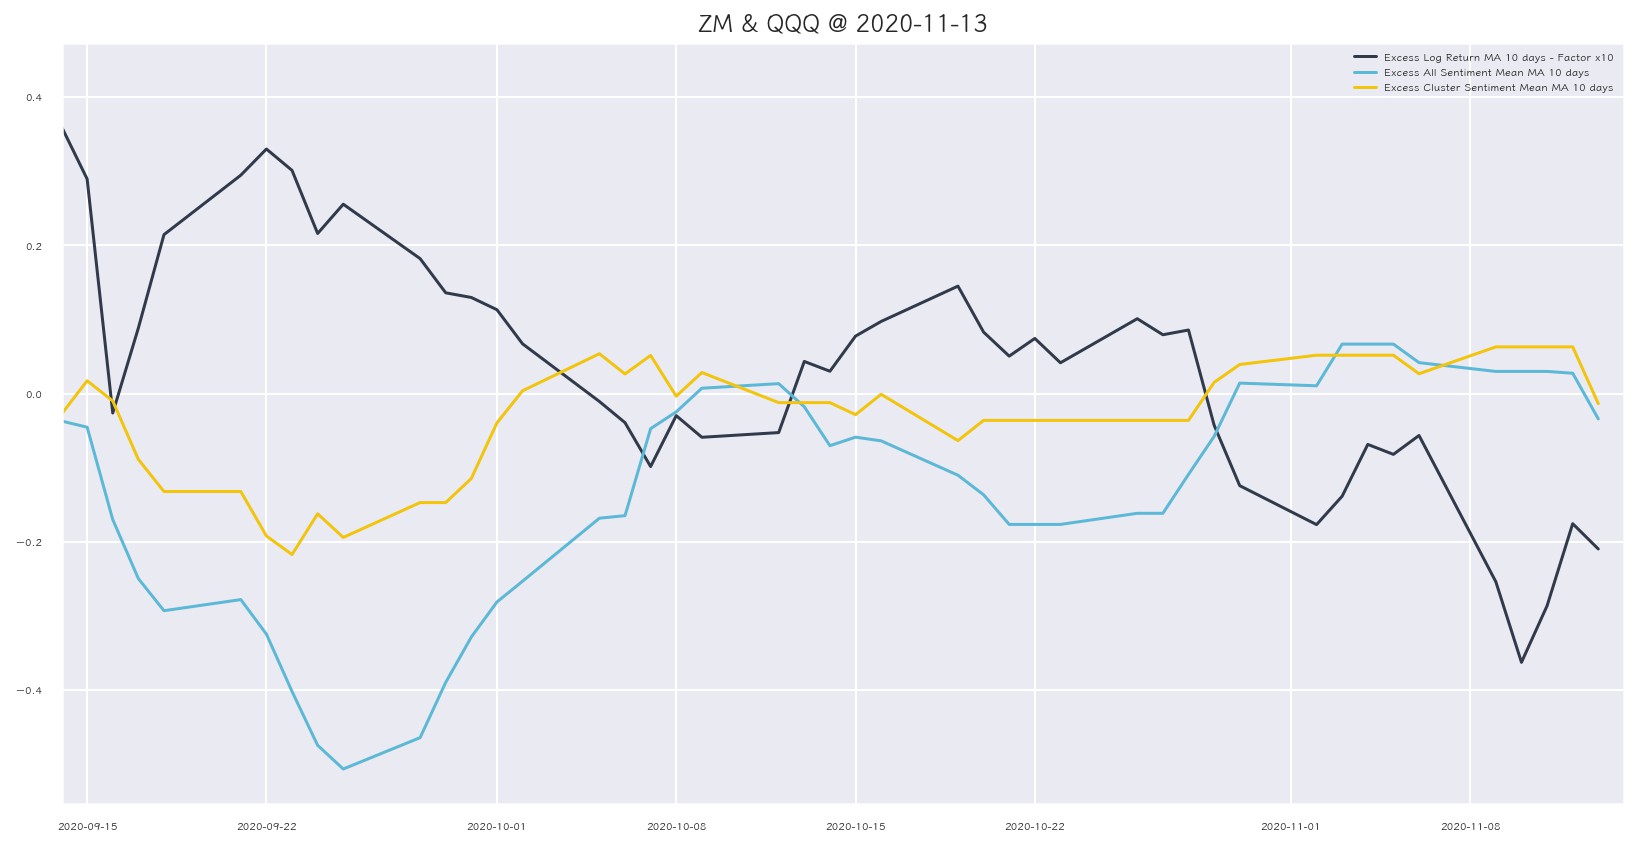 ZM & QQQ @ 2020-11-13
Excess Log Return MA 10 days - Factor x10
Excess All Sentiment Mean MA 10 days
Excess Cluster Sentiment Mean MA 10 days
0.4
0.2
0.0
−0.2
−0.4
2020-09-15 2020-09-22 2020-10-01 2020-10-08 2020-10-15 2020-10-22 2020-11-01 2020-11-08